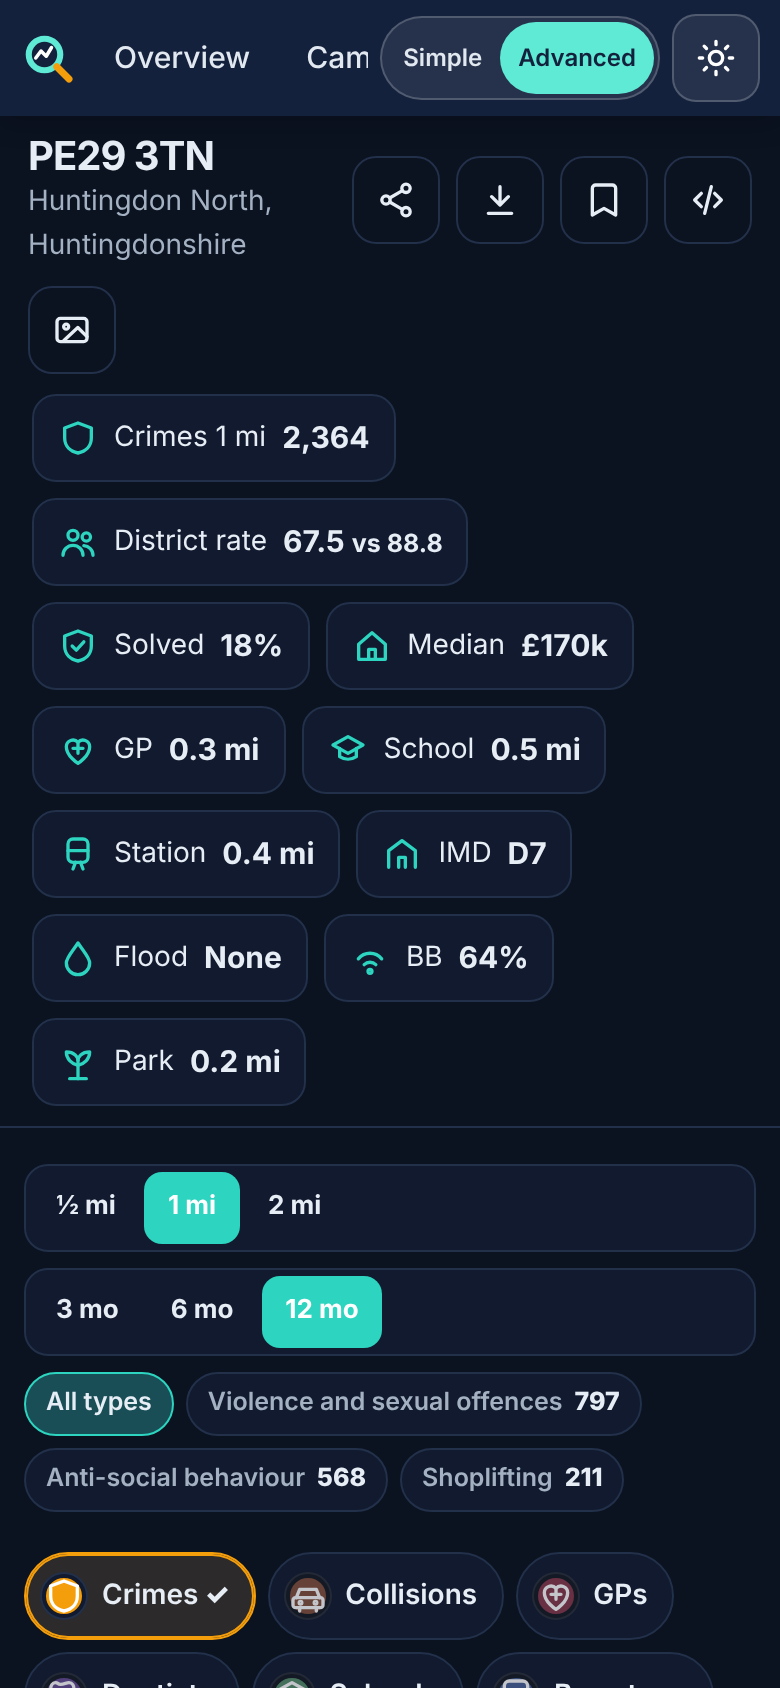 Overview Cam Simple Advanced
PE29 3TN
Huntingdon North,
Huntingdonshire
Crimes 1 mi 2,364
District rate 67.5 vs 88.8
Solved 18% Median £170k
GP 0.3 mi School 0.5 mi
Station 0.4 mi IMD D7
Flood None BB 64%
Park 0.2 mi
½ mi 1 mi 2 mi
3 mo 6 mo 12 mo
All types Violence and sexual offences 797
Anti-social behaviour 568 Shoplifting 211
Crimes ✓ Collisions GPs